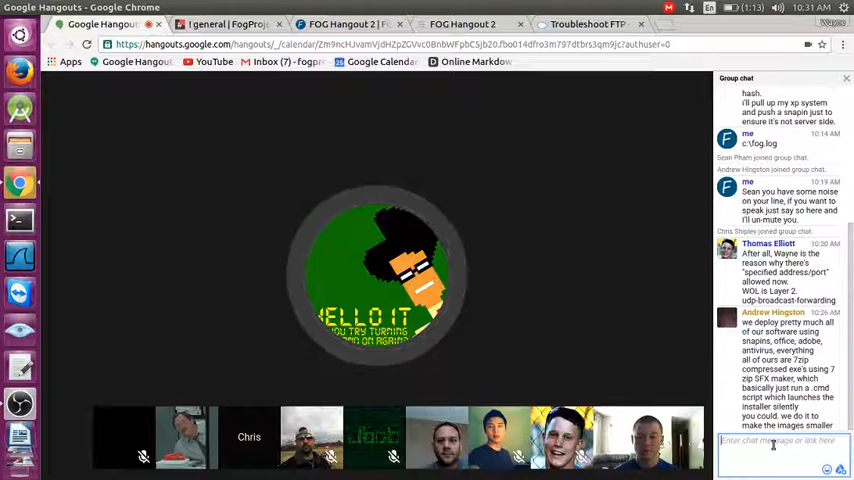 Google Hangouts - Google Chrome
En
(1:13)
10:31 AM
Google Hangouts
! general | FogProj
FOG Hangout 2 | F
FOG Hangout 2
Troubleshoot FTP -
Wayne
https://hangouts.google.com/hangouts/_/calendar/
?authuser=0
Apps
Google Hangout
YouTube
Inbox (7) - fogpr
Google Calendar
Online Markdow
Group chat
hash.
i'll pull up my xp system
and push a snapin just to
ensure it's not server side.
me
10:14 AM
c:\fog.log
Sean Pham joined group chat.
Andrew Hingston joined group chat.
me
10:19 AM
Sean you have some noise
on your line, if you want to
speak just say so here and
I'll un-mute you.
Chris Shipley joined group chat.
Thomas Elliott
10:20 AM
After all, Wayne is the
reason why there's
"specified address/port"
allowed now.
WOL is Layer 2.
udp-broadcast-forwarding
Andrew Hingston
10:26 AM
we deploy pretty much all
of our software using
snapins, office, adobe,
antivirus, everything
all of ours are 7zip
compressed exe's using 7
zip SFX maker, which
basically just run a .cmd
script which launches the
installer silently
you could. we do it to
make the images smaller
Enter chat message or link here
HELLO IT
YOU TRY TURNING
AND ON AGAIN?
Chris